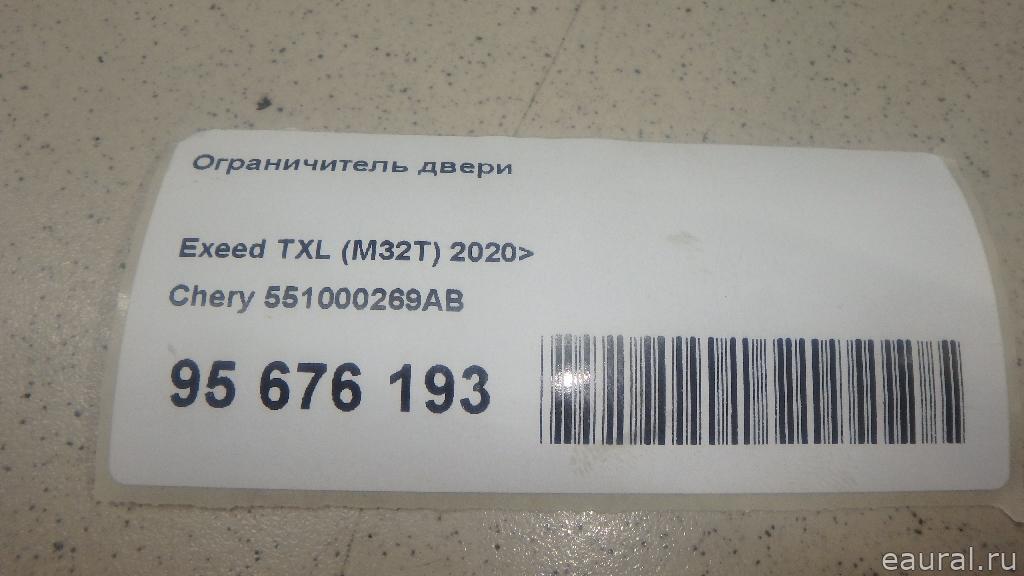 Ограничитель двери
Exeed TXL (M32T) 2020>
Chery 551000269AB
95 676 193
eaural.ru